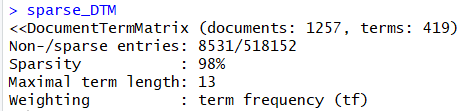 > sparse_DTM
<<DocumentTermMatrix (documents: 1257, terms: 419)
Non-/sparse entries: 8531/518152
Sparsity           : 98%
Maximal term length: 13
Weighting          : term frequency (tf)